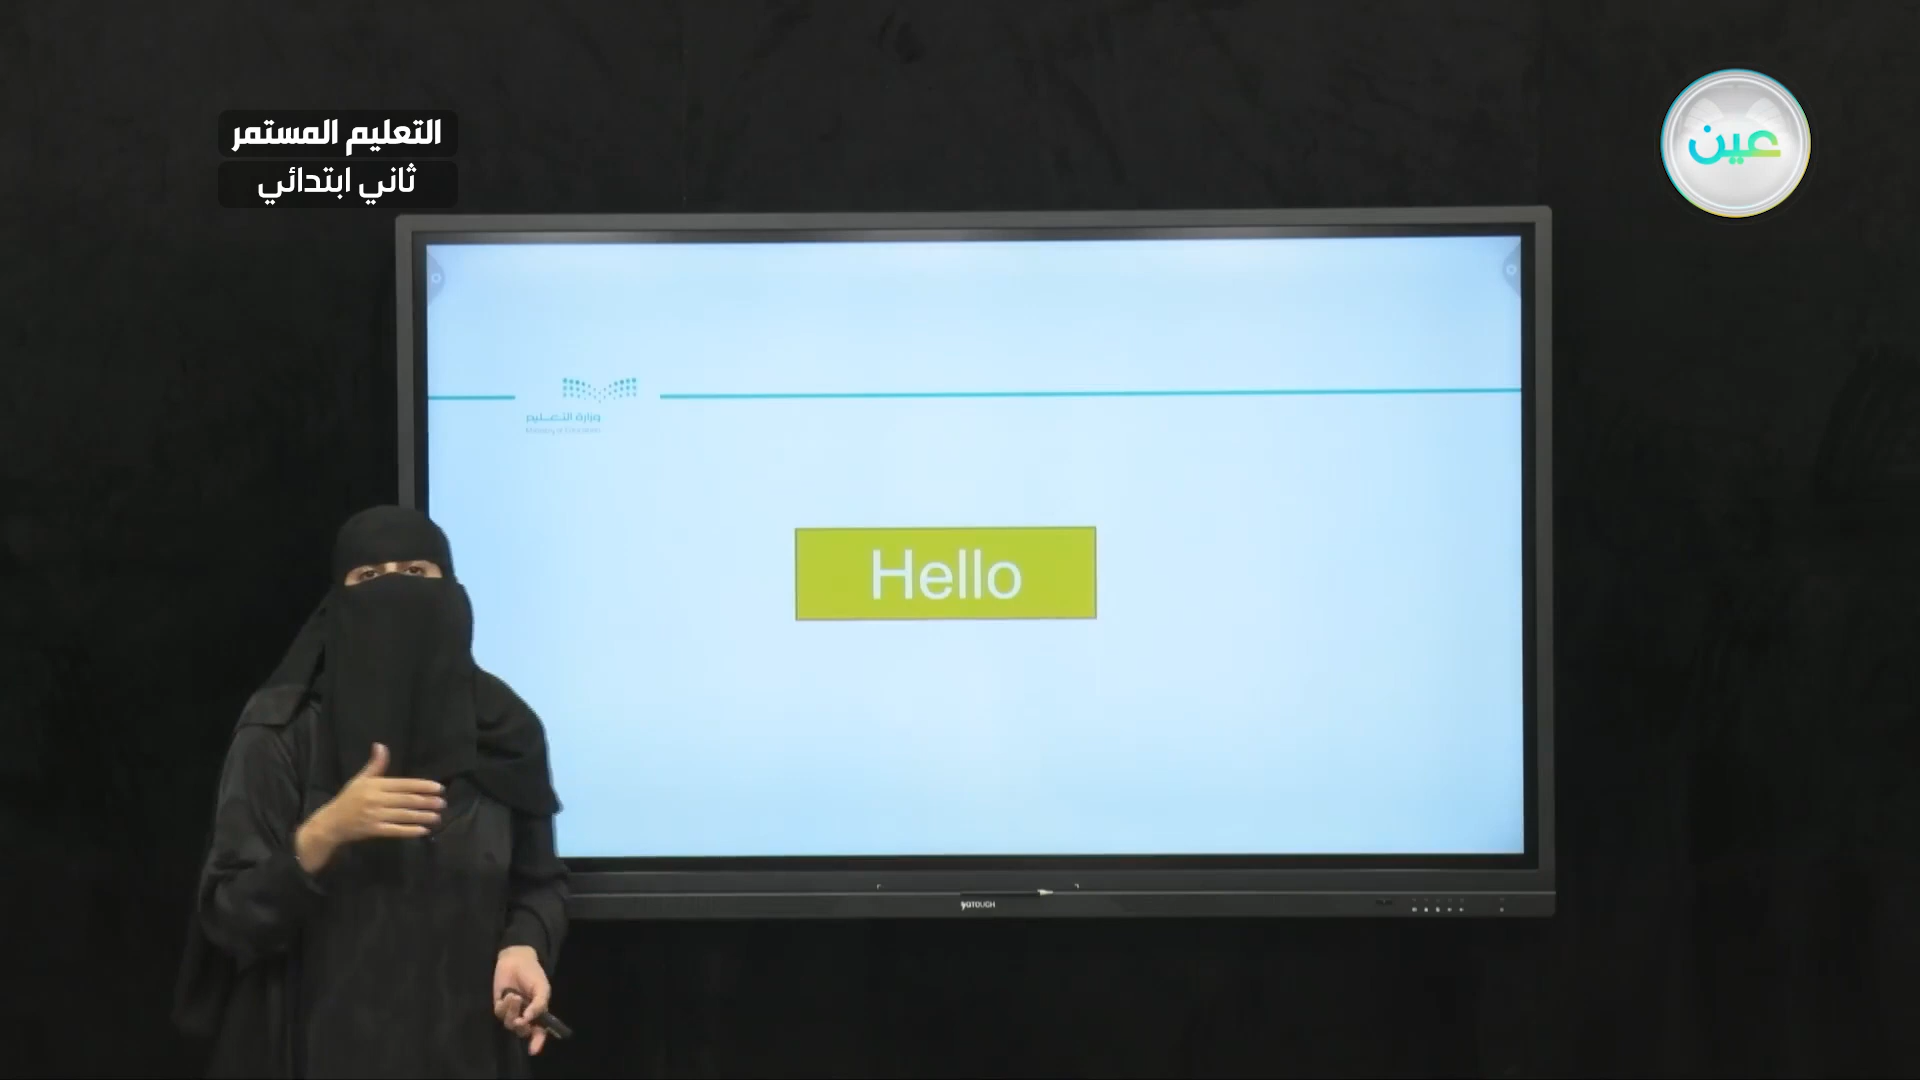 التعليم المستمر
ثاني ابتدائي
عين
وزارة التعليم
Hello